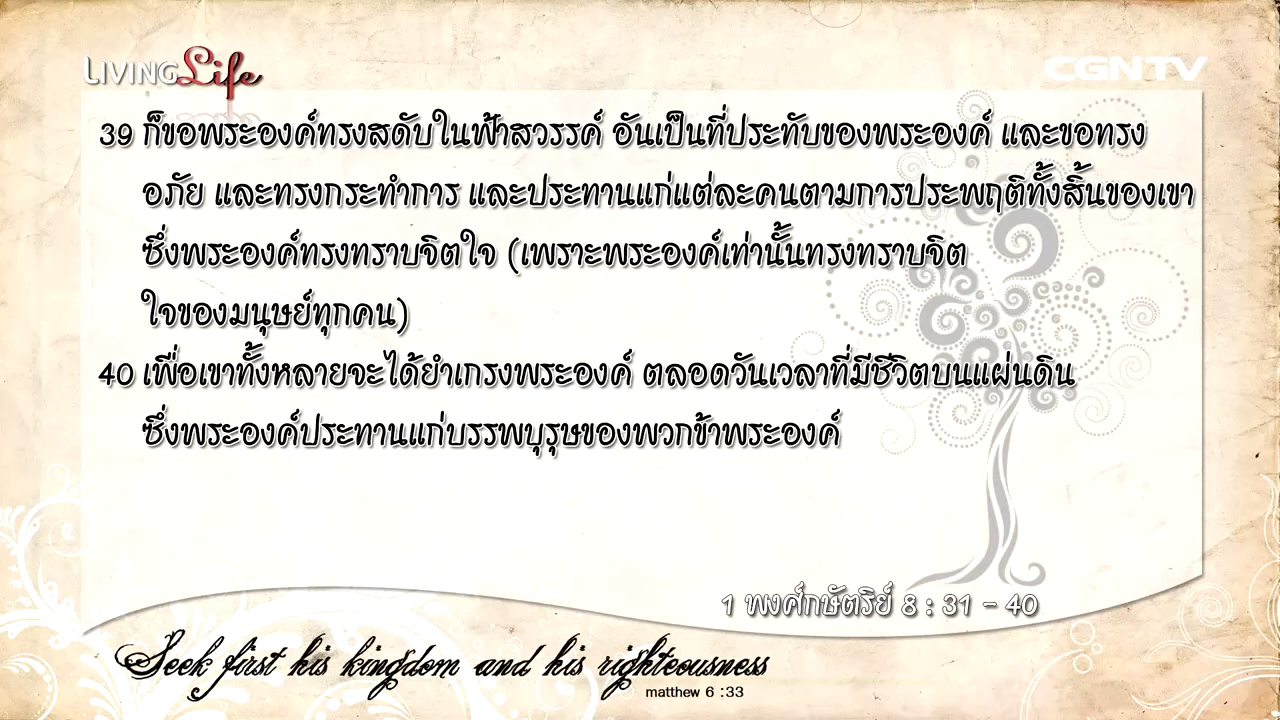 LIVING Life
CGNTV
39 ก็ขอพระองค์ทรงสดับในฟ้าสวรรค์ อันเป็นที่ประทับของพระองค์ และขอทรง
อภัย และทรงกระทำการ และประทานแก่แต่ละคนตามการประพฤติทั้งสิ้นของเขา
ซึ่งพระองค์ทรงทราบจิตใจ (เพราะพระองค์เท่านั้นทรงทราบจิต
ใจของมนุษย์ทุกคน)
40 เพื่อเขาทั้งหลายจะได้ยำเกรงพระองค์ ตลอดวันเวลาที่มีชีวิตบนแผ่นดิน
ซึ่งพระองค์ประทานแก่บรรพบุรุษของพวกข้าพระองค์
1 พงศ์กษัตริย์ 8 : 31 - 40
Seek first his kingdom and his righteousness
matthew 6 :33